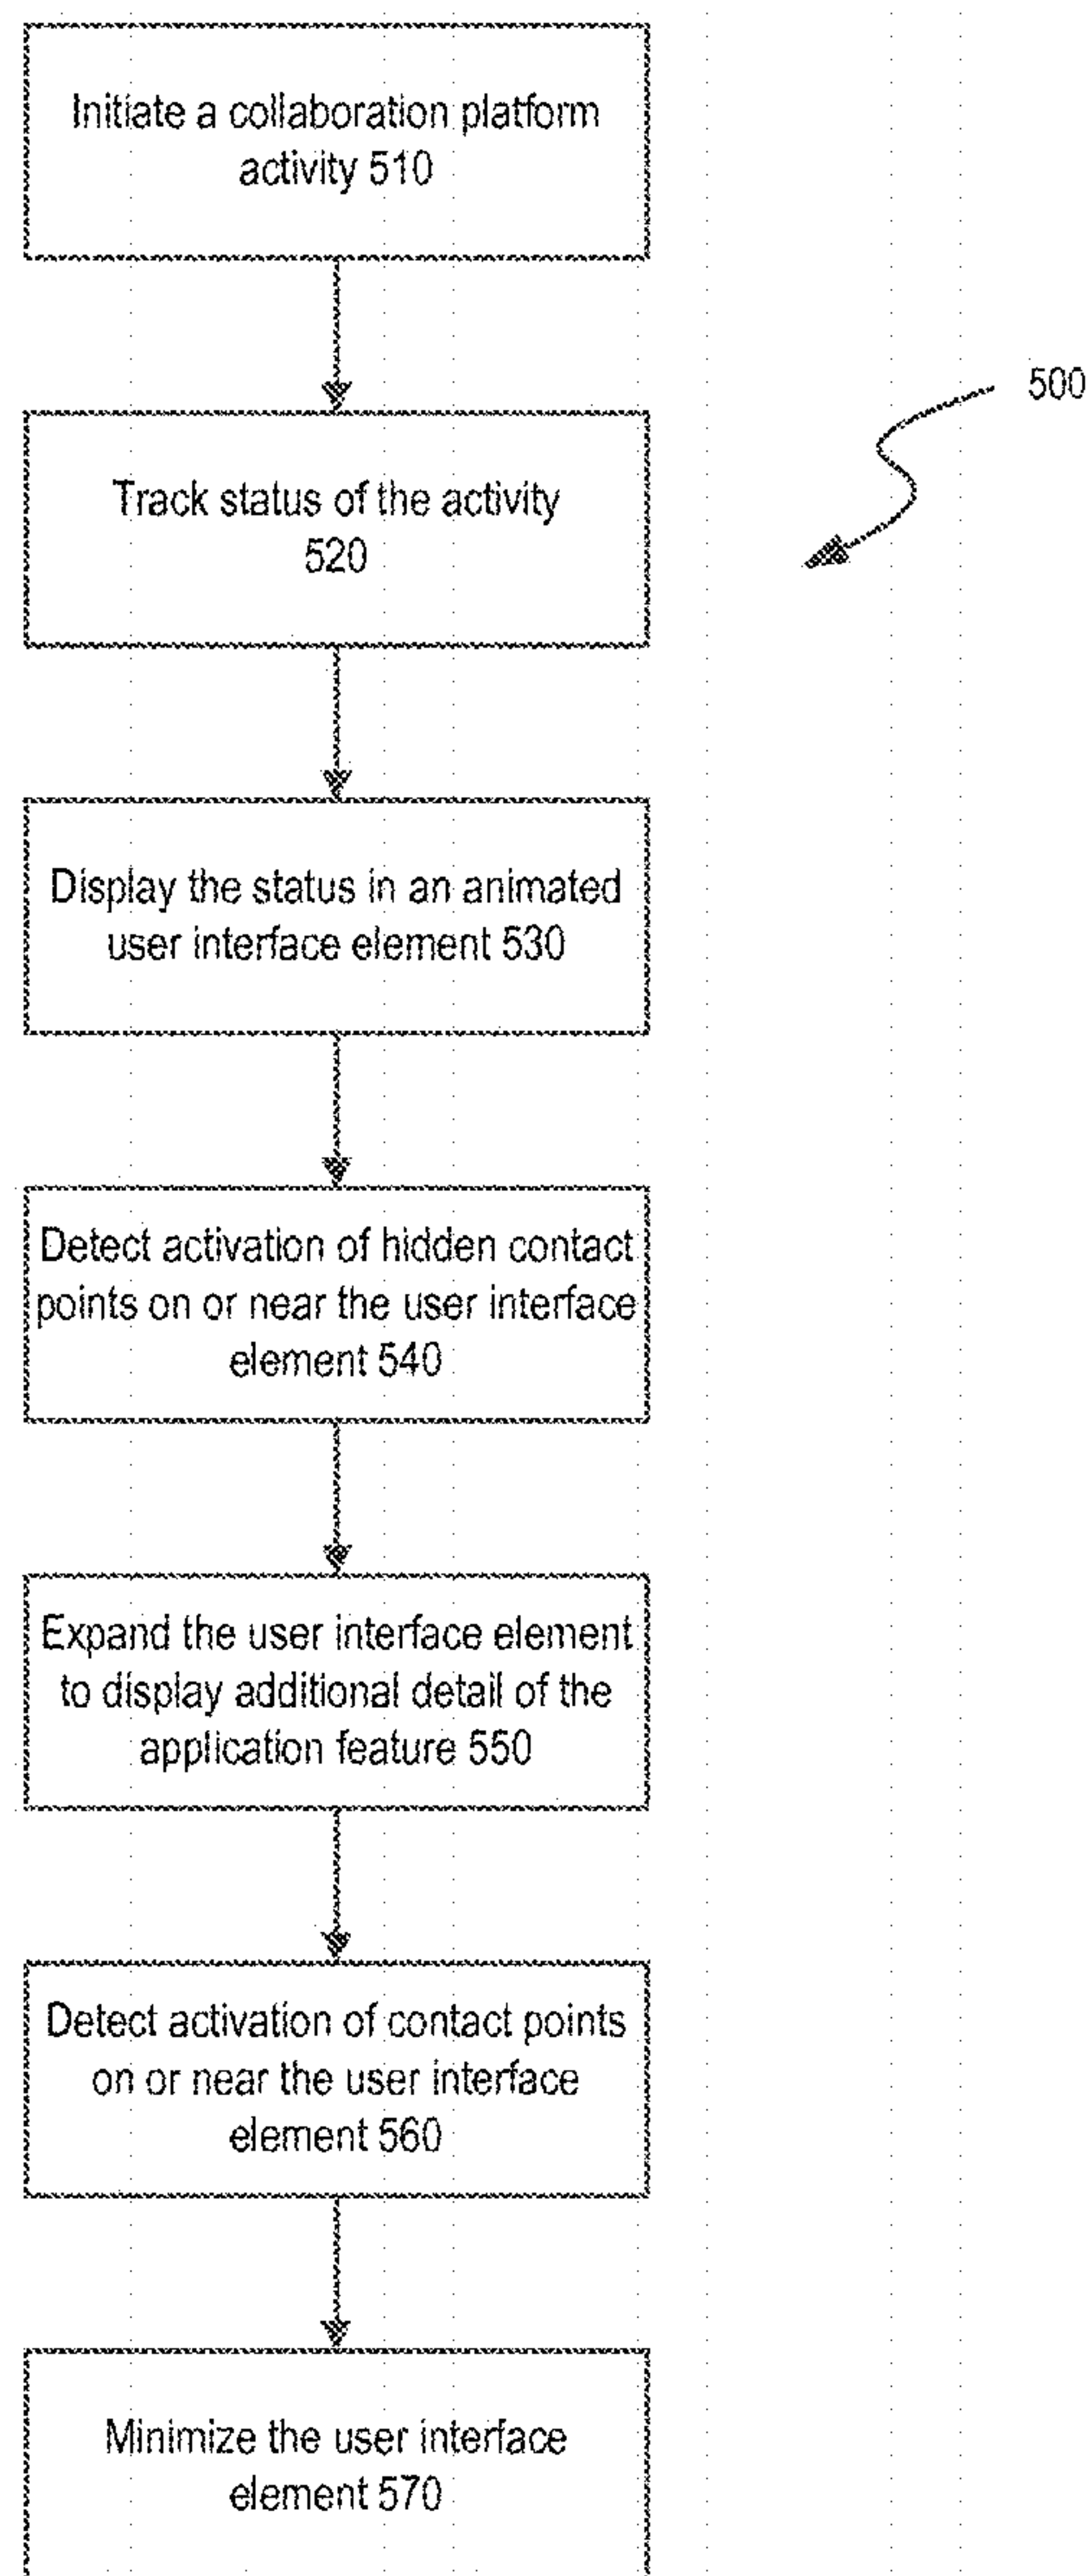 Initiate a collaboration platform
activity 510
500
Track status of the activity
520
Display the status in an animated
user interface element 530
Detect activation of hidden contact
points on or near the user interface
element 540
Expand the user interface element
to display additional detail of the
application feature 550
Detect activation of contact points
on or near the user interface
element 560
Minimize the user interface
element 570